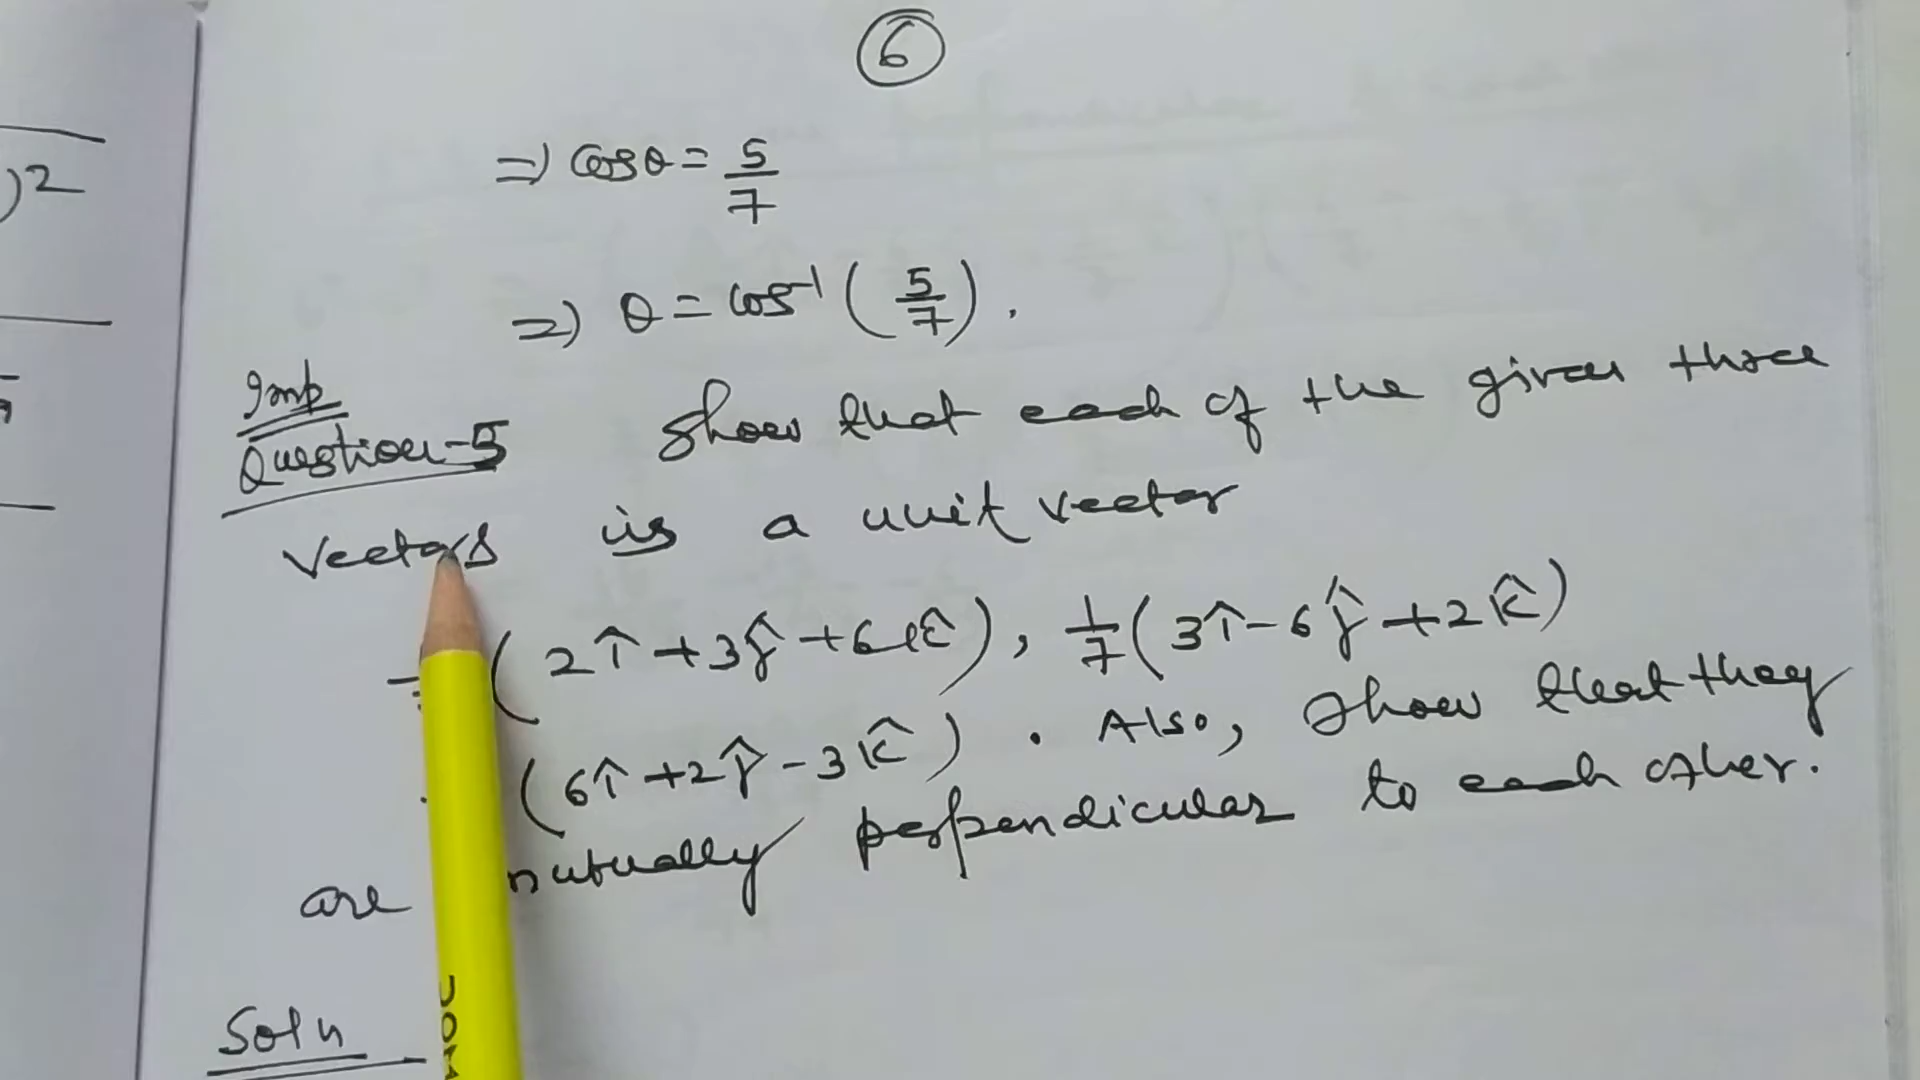 6
)2
=) cosθ = 5/7
=) θ = cos-1 ( 5/7 ) .
Imp
Question-5 Show that each of the given three
vectors is a unit vector
( 2î + 3ĵ + 6k̂ ) , 1/7 ( 3î - 6ĵ + 2k̂ )
( 6î + 2ĵ - 3k̂ ) . Also, show that they
are mutually perpendicular to each other.
Soln